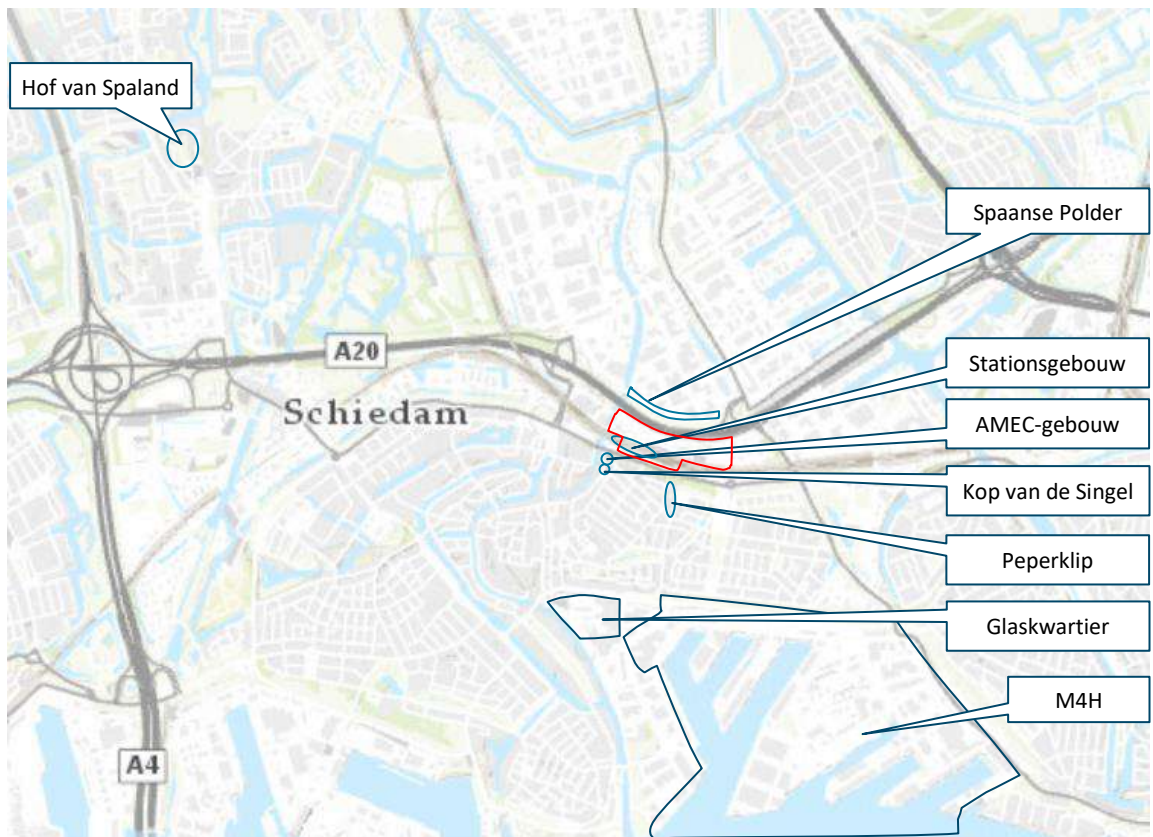 Hof van Spaland
Spaanse Polder
A20
Stationsgebouw
Schiedam
AMEC-gebouw
Kop van de Singel
Peperklip
Glaskwartier
M4H
A4